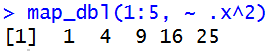 > map_dbl(1:5, ~ .x^2)
[1]  1  4  9 16 25